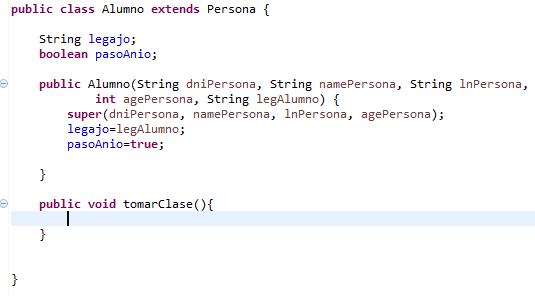 public class Alumno extends Persona {
String legajo;
boolean pasoAnio;
public Alumno(String dniPersona, String namePersona, String lnPersona,
int agePersona, String legAlumno) {
super(dniPersona, namePersona, lnPersona, agePersona);
legajo=legAlumno;
pasoAnio=true;
}
public void tomarClase(){
}
}